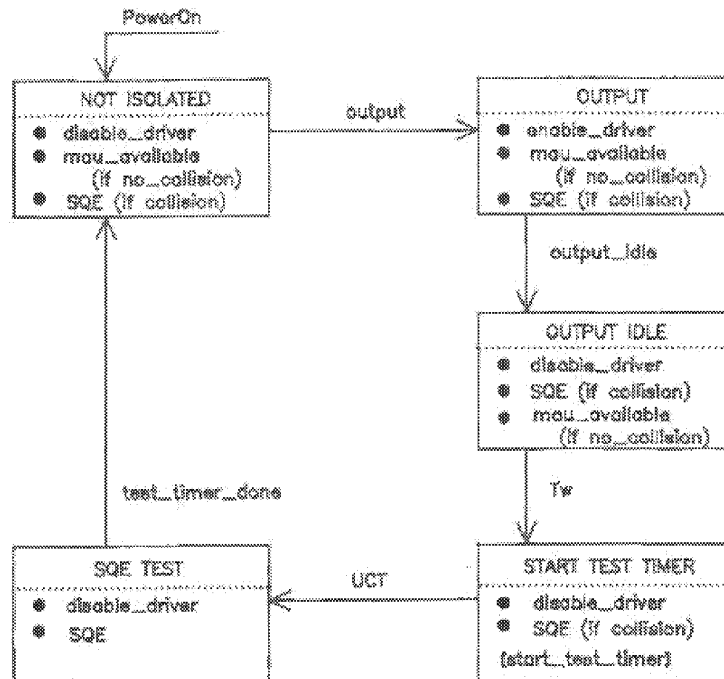 PowerOn
NOT ISOLATED
● disable_driver
● mau_available
(if no_collision)
● SQE (if collision)
output
OUTPUT
● enable_driver
● mau_available
(if no_collision)
● SQE (if collision)
output_idle
OUTPUT IDLE
● disable_driver
● SQE (if collision)
● mau_available
(if no_collision)
Tw
START TEST TIMER
● disable_driver
● SQE (if collision)
[start_test_timer]
UCT
SQE TEST
● disable_driver
● SQE
test_timer_done